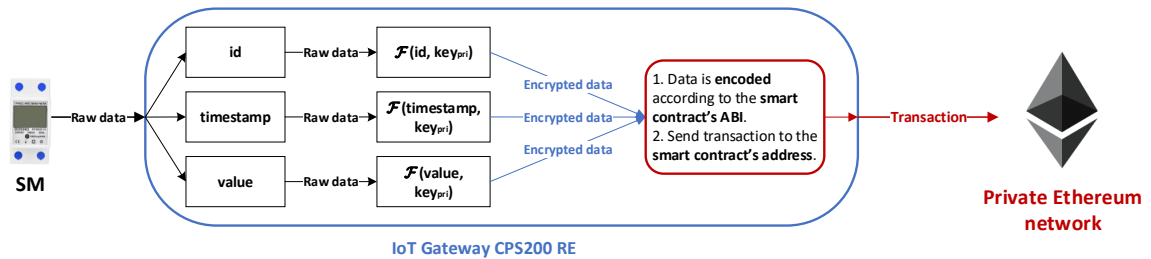 SM
Raw data
id
timestamp
value
Raw data
Raw data
Raw data
𝓕(id, keypri)
𝓕(timestamp,
keypri)
𝓕(value,
keypri)
Encrypted data
Encrypted data
Encrypted data
1. Data is encoded
according to the smart
contract's ABI.
2. Send transaction to the
smart contract's address.
Transaction
Private Ethereum
network
IoT Gateway CPS200 RE